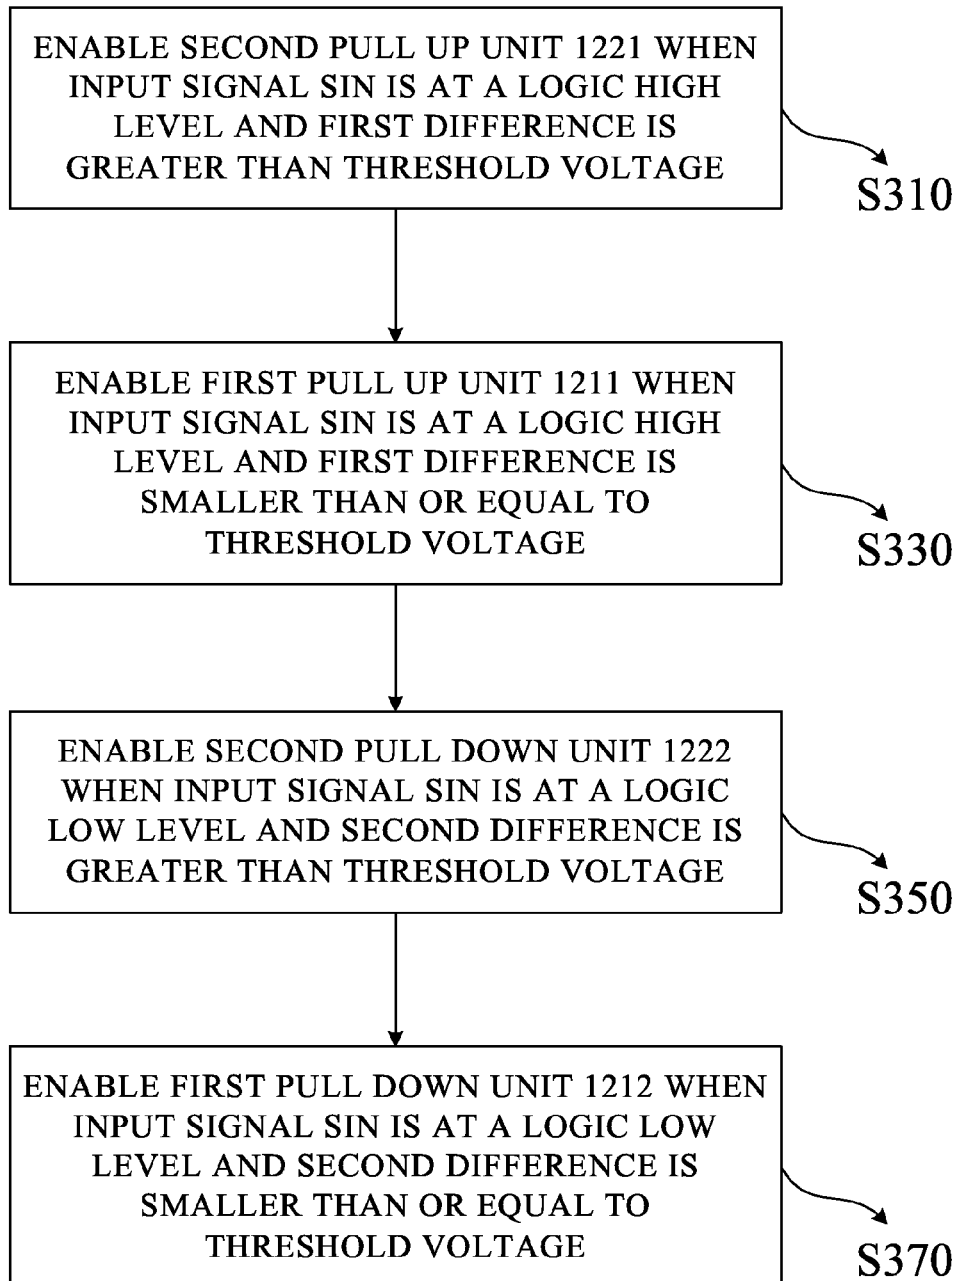 ENABLE SECOND PULL UP UNIT 1221 WHEN
INPUT SIGNAL SIN IS AT A LOGIC HIGH
LEVEL AND FIRST DIFFERENCE IS
GREATER THAN THRESHOLD VOLTAGE
S310
ENABLE FIRST PULL UP UNIT 1211 WHEN
INPUT SIGNAL SIN IS AT A LOGIC HIGH
LEVEL AND FIRST DIFFERENCE IS
SMALLER THAN OR EQUAL TO
THRESHOLD VOLTAGE
S330
ENABLE SECOND PULL DOWN UNIT 1222
WHEN INPUT SIGNAL SIN IS AT A LOGIC
LOW LEVEL AND SECOND DIFFERENCE IS
GREATER THAN THRESHOLD VOLTAGE
S350
ENABLE FIRST PULL DOWN UNIT 1212 WHEN
INPUT SIGNAL SIN IS AT A LOGIC LOW
LEVEL AND SECOND DIFFERENCE IS
SMALLER THAN OR EQUAL TO
THRESHOLD VOLTAGE
S370